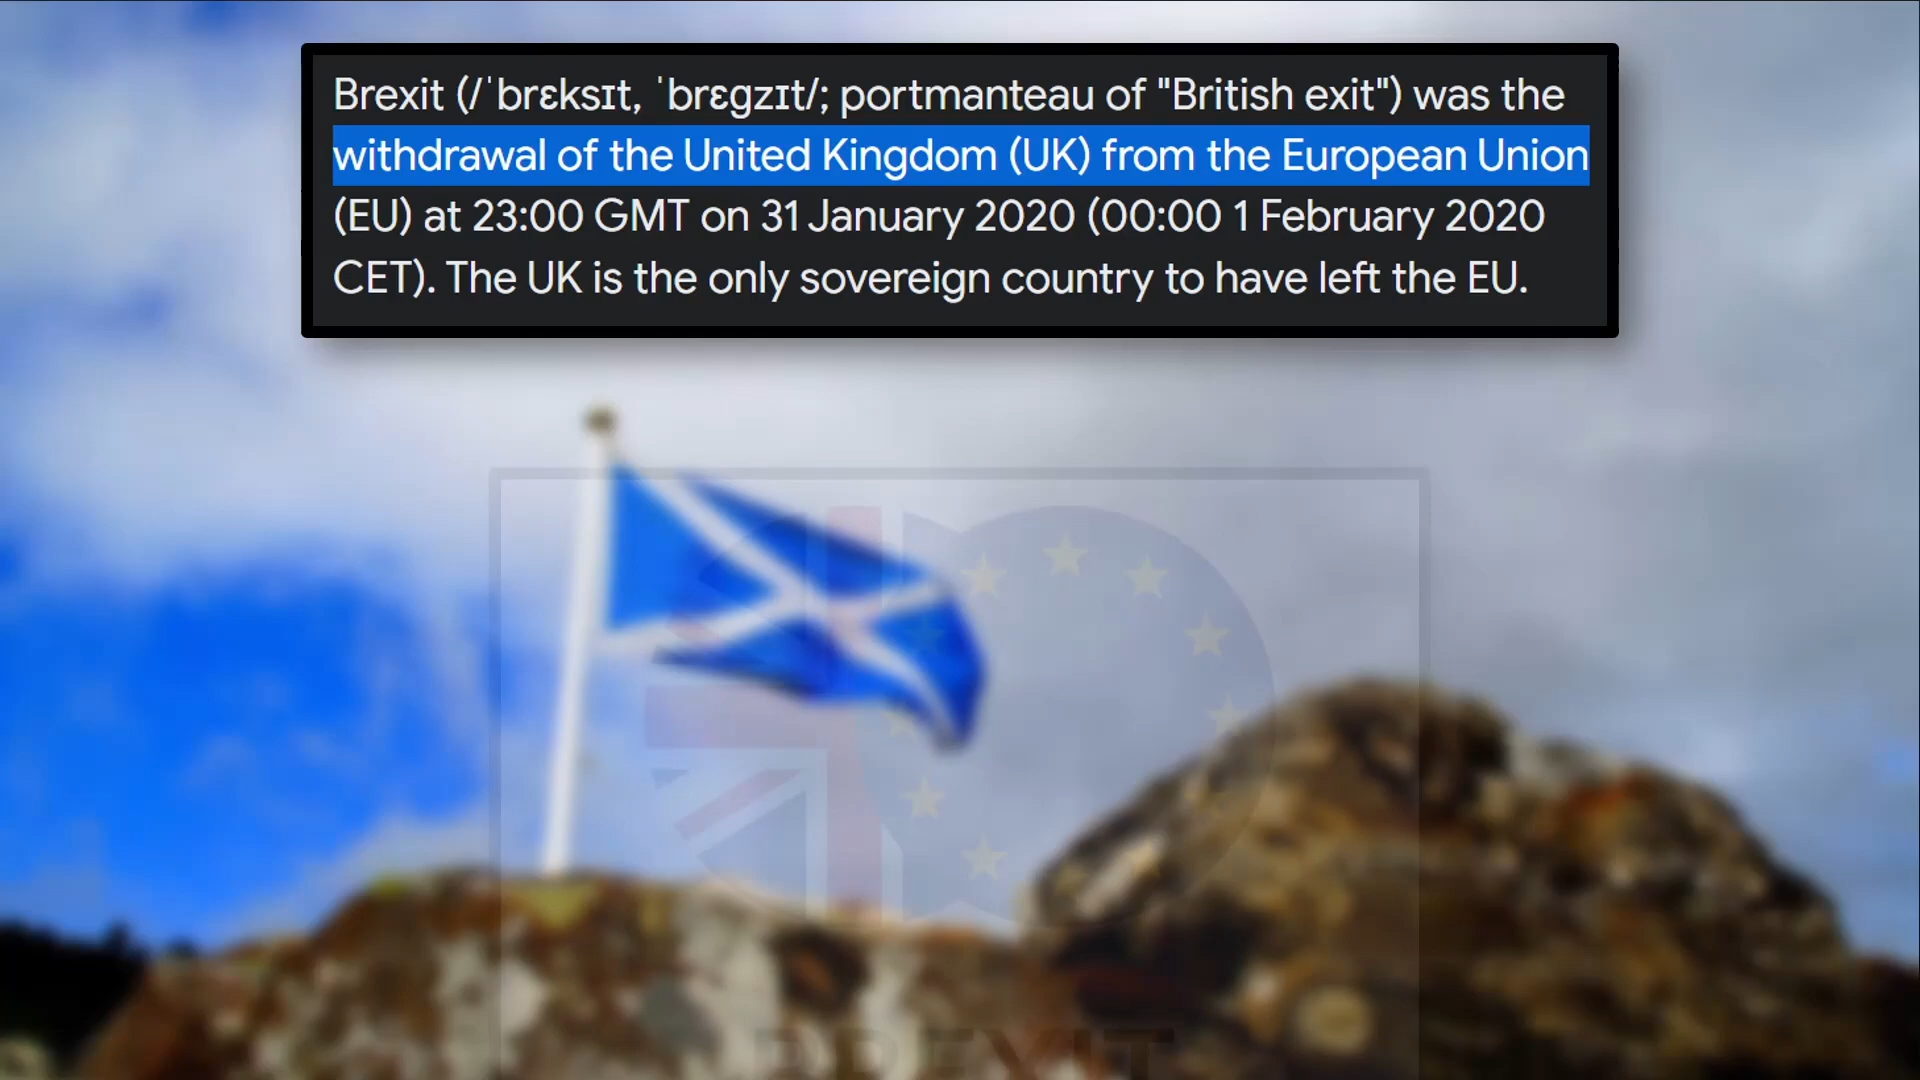 Brexit (/ˈbrɛksɪt, ˈbrɛɡzɪt/; portmanteau of "British exit") was the
withdrawal of the United Kingdom (UK) from the European Union
(EU) at 23:00 GMT on 31 January 2020 (00:00 1 February 2020
CET). The UK is the only sovereign country to have left the EU.
BREXIT